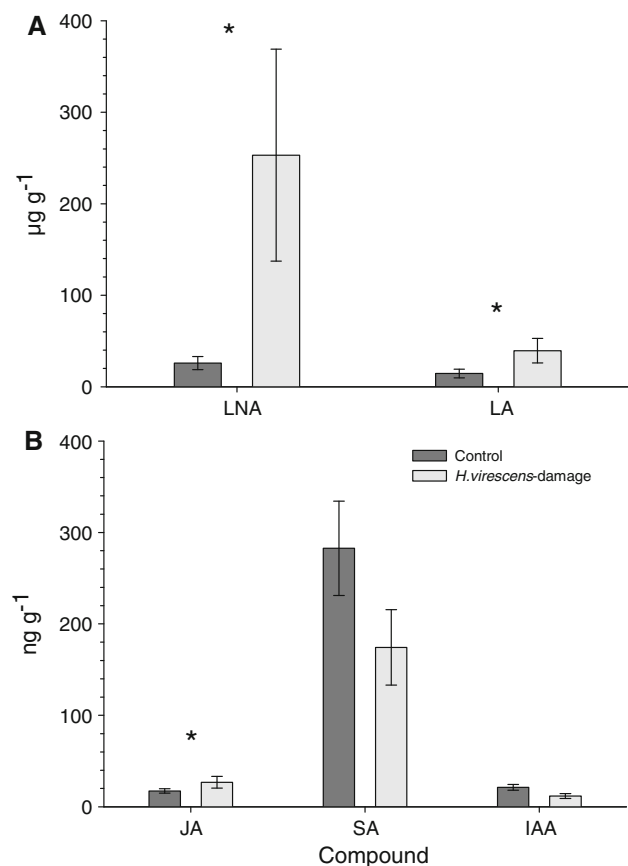 A
*
400
300
µg g-1
200
*
100
0
LNA LA
B
400
Control
H.virescens-damage
300
ng g-1
200
100
*
0
JA SA IAA
Compound